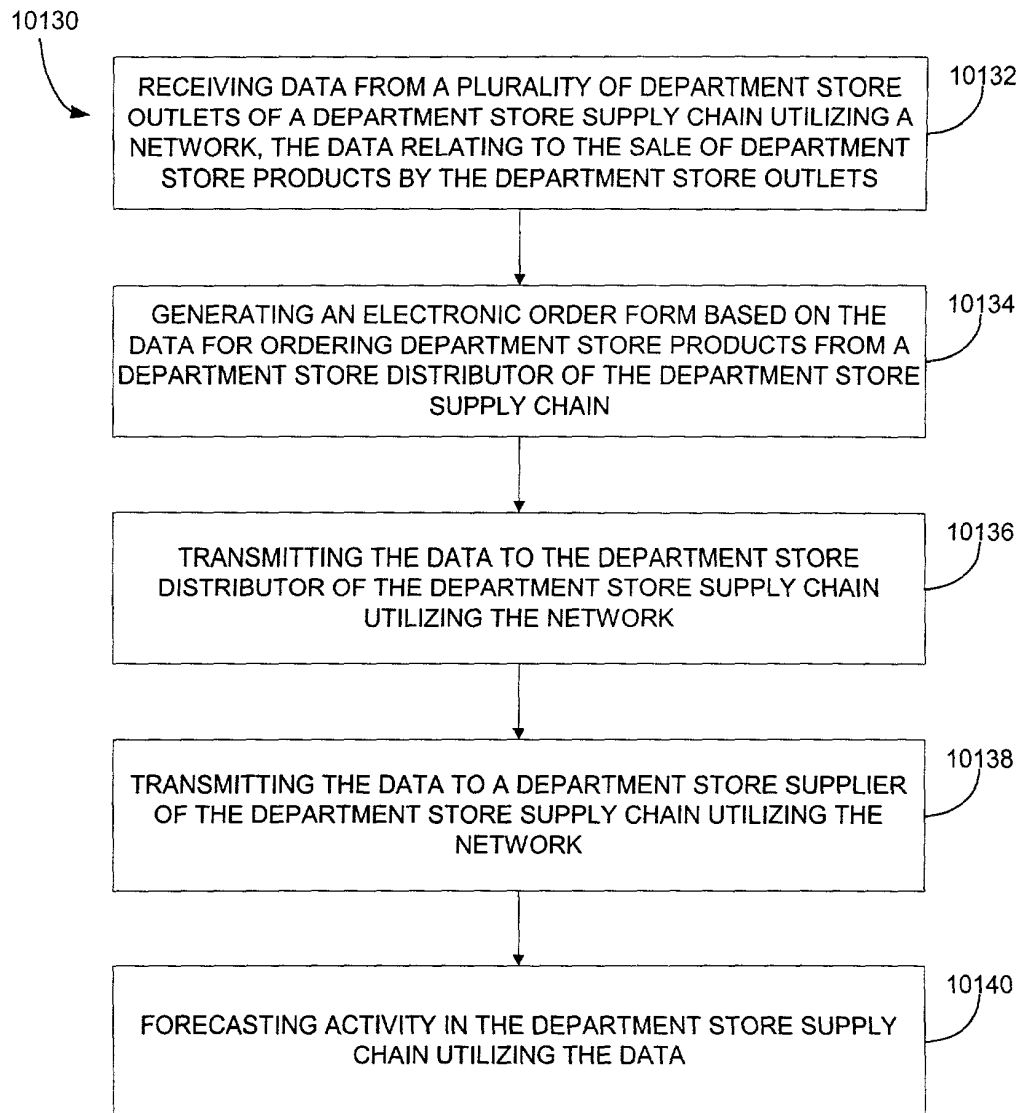 10130
RECEIVING DATA FROM A PLURALITY OF DEPARTMENT STORE
OUTLETS OF A DEPARTMENT STORE SUPPLY CHAIN UTILIZING A
NETWORK, THE DATA RELATING TO THE SALE OF DEPARTMENT
STORE PRODUCTS BY THE DEPARTMENT STORE OUTLETS
10132
GENERATING AN ELECTRONIC ORDER FORM BASED ON THE
DATA FOR ORDERING DEPARTMENT STORE PRODUCTS FROM A
DEPARTMENT STORE DISTRIBUTOR OF THE DEPARTMENT STORE
SUPPLY CHAIN
10134
TRANSMITTING THE DATA TO THE DEPARTMENT STORE
DISTRIBUTOR OF THE DEPARTMENT STORE SUPPLY CHAIN
UTILIZING THE NETWORK
10136
TRANSMITTING THE DATA TO A DEPARTMENT STORE SUPPLIER
OF THE DEPARTMENT STORE SUPPLY CHAIN UTILIZING THE
NETWORK
10138
FORECASTING ACTIVITY IN THE DEPARTMENT STORE SUPPLY
CHAIN UTILIZING THE DATA
10140